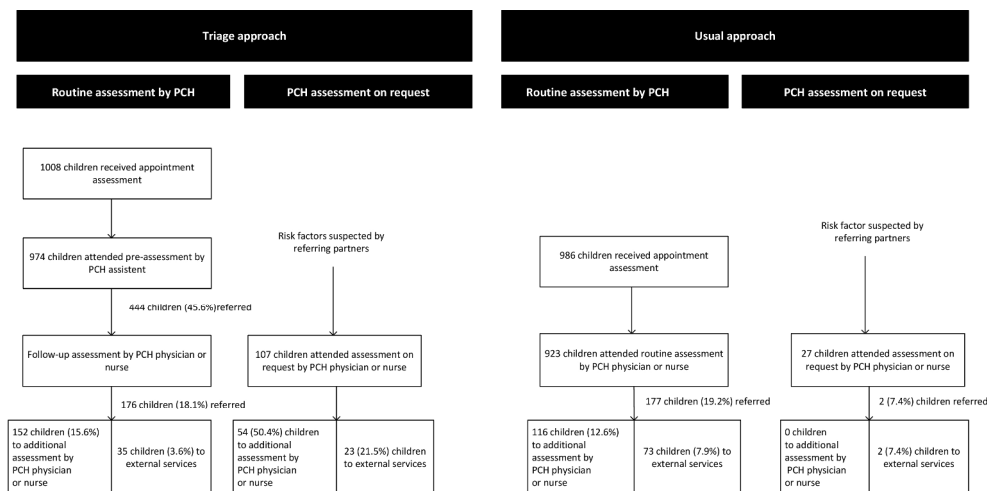 Triage approach
Usual approach
Routine assessment by PCH
PCH assessment on request
Routine assessment by PCH
PCH assessment on request
1008 children received appointment
assessment
974 children attended pre-assessment by
PCH assistent
444 children (45.6%)referred
Follow-up assessment by PCH physician or
nurse
176 children (18.1%) referred
152 children (15.6%)
to additional
assessment by
PCH physician
or nurse
35 children (3.6%) to
external services
Risk factors suspected by
referring partners
107 children attended assessment on
request by PCH physician or nurse
54 (50.4%) children
to additional
assessment by
PCH physician
or nurse
23 (21.5%) children
to external services
986 children received appointment
assessment
923 children attended routine assessment
by PCH physician or nurse
177 children (19.2%) referred
116 children (12.6%)
to additional
assessment by
PCH physician
or nurse
73 children (7.9%) to
external services
Risk factor suspected by
referring partners
27 children attended assessment on
request by PCH physician or nurse
2 (7.4%) children referred
0 children
to additional
assessment by
PCH physician
or nurse
2 (7.4%) children to
external services